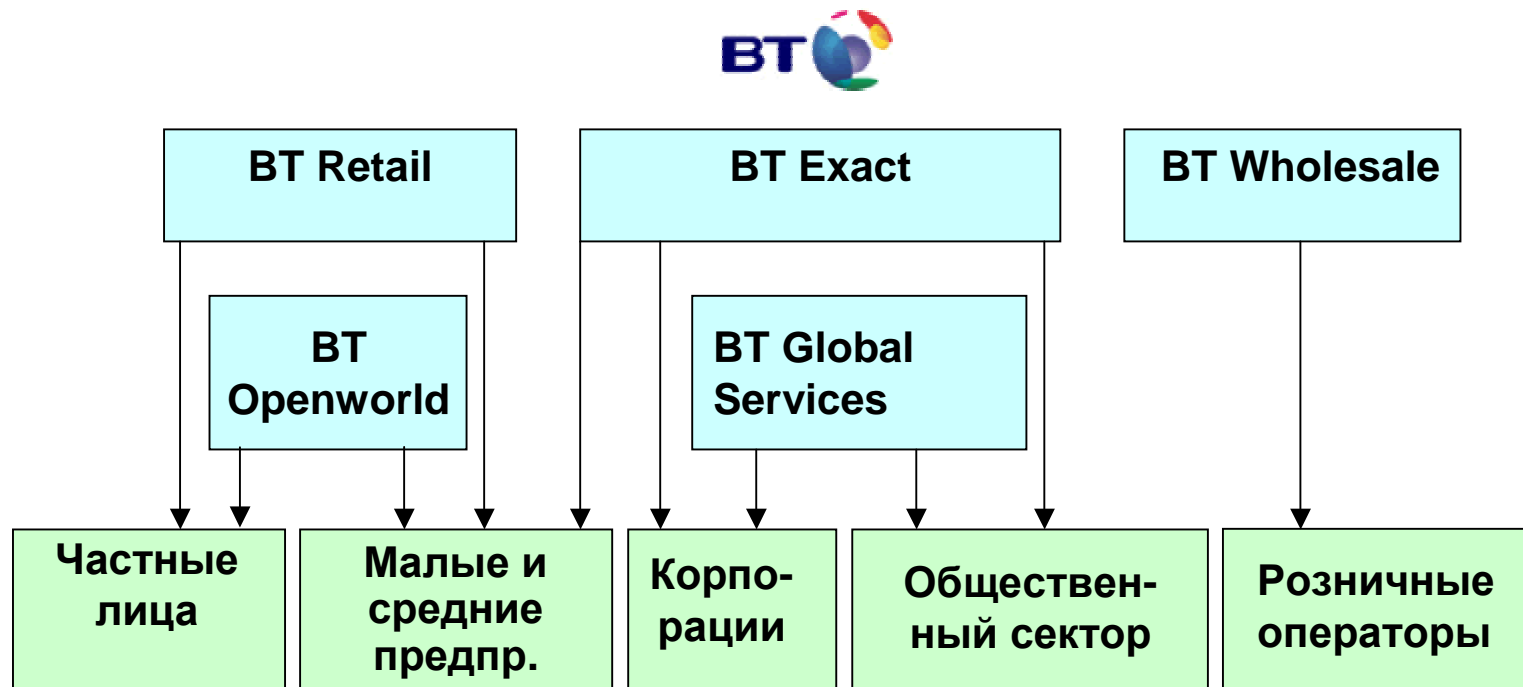 BT
BT Retail
BT Exact
BT Wholesale
BT
Openworld
BT Global
Services
Частные
лица
Малые и
средние
предпр.
Корпо-
рации
Обществен-
ный сектор
Розничные
операторы